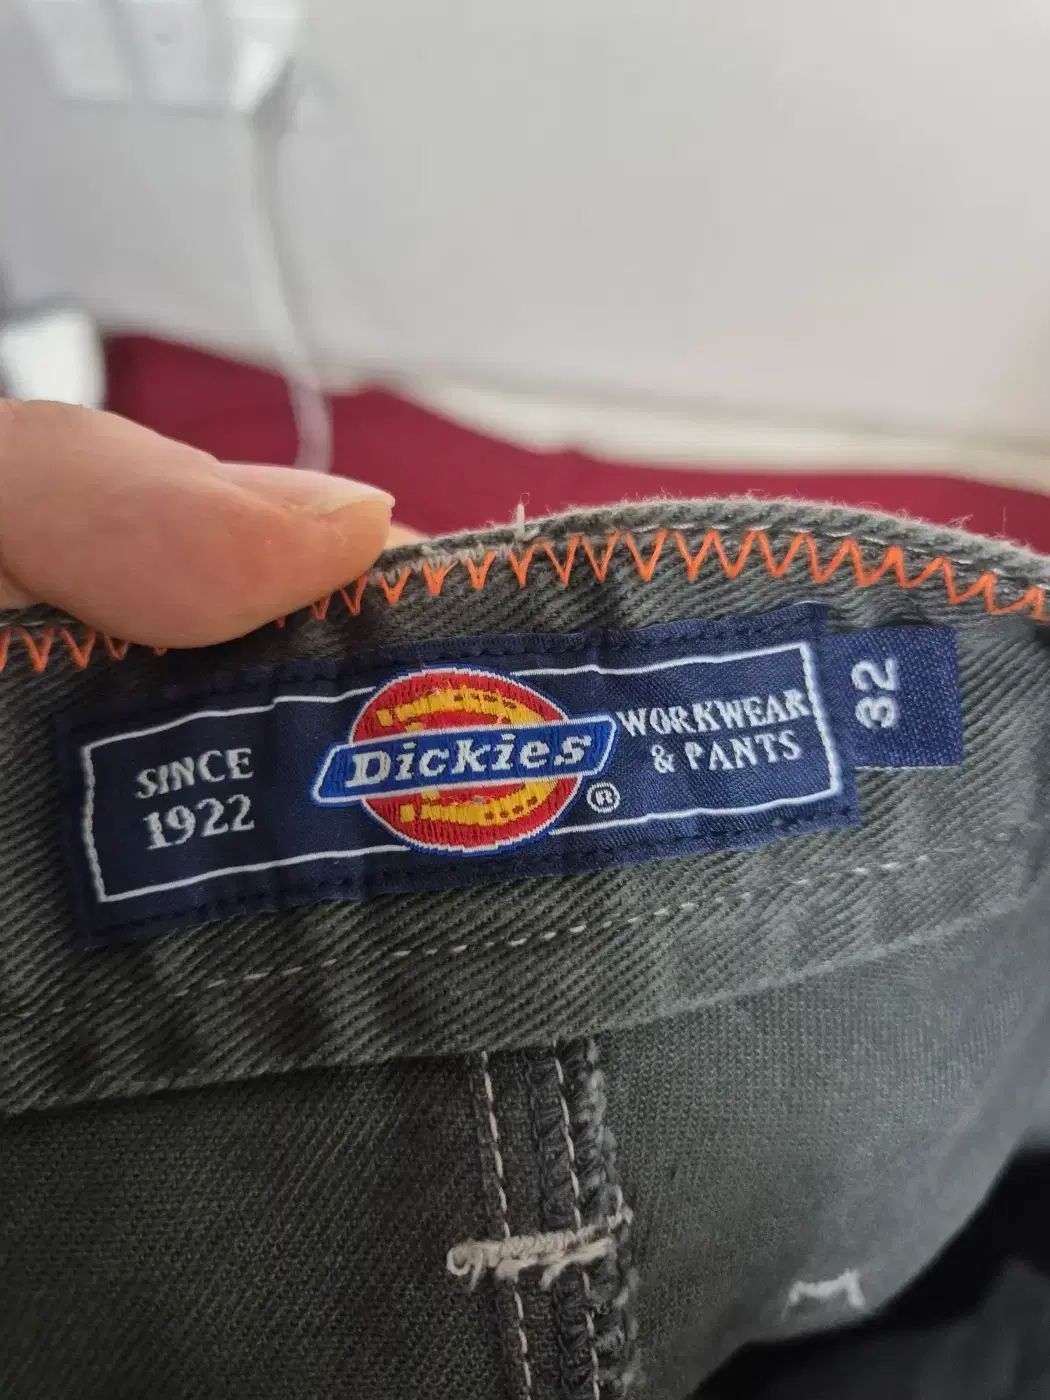 SINCE
1922
Dickies
®
WORKWEAR
& PANTS
32